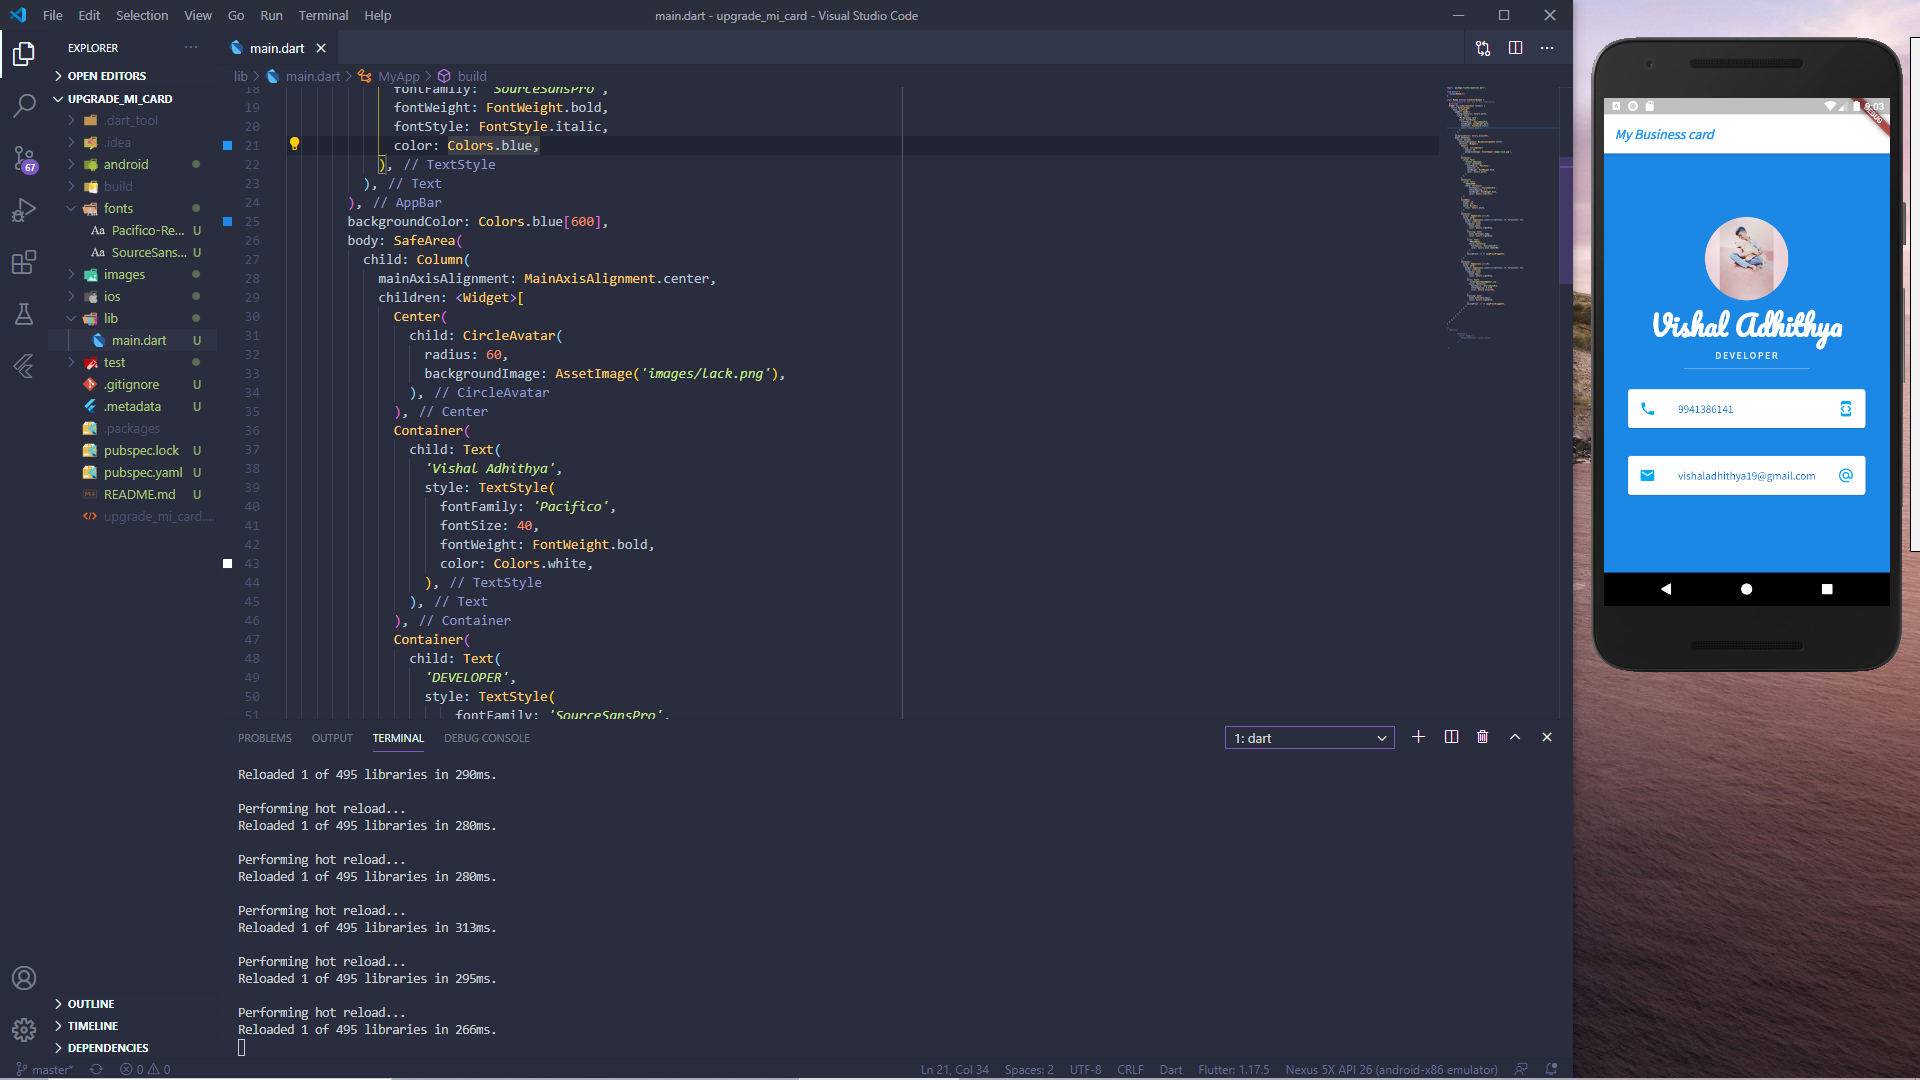 File Edit Selection View Go Run Terminal Help
main.dart - upgrade_mi_card - Visual Studio Code
EXPLORER
OPEN EDITORS
UPGRADE_MI_CARD
.dart_tool
.idea
android
build
fonts
Pacifico-Re... U
SourceSans... U
images
ios
lib
main.dart U
test
.gitignore U
.metadata U
.packages
pubspec.lock U
pubspec.yaml U
README.md U
upgrade_mi_card....
67
OUTLINE
TIMELINE
DEPENDENCIES
main.dart
lib > main.dart > MyApp > build
18 fontFamily: 'SourceSansPro',
19 fontWeight: FontWeight.bold,
20 fontStyle: FontStyle.italic,
21 color: Colors.blue,
22 ), // TextStyle
23 ), // Text
24 ), // AppBar
25 backgroundColor: Colors.blue[600],
26 body: SafeArea(
27 child: Column(
28 mainAxisAlignment: MainAxisAlignment.center,
29 children: <Widget>[
30 Center(
31 child: CircleAvatar(
32 radius: 60,
33 backgroundImage: AssetImage('images/lack.png'),
34 ), // CircleAvatar
35 ), // Center
36 Container(
37 child: Text(
38 'Vishal Adhithya',
39 style: TextStyle(
40 fontFamily: 'Pacifico',
41 fontSize: 40,
42 fontWeight: FontWeight.bold,
43 color: Colors.white,
44 ), // TextStyle
45 ), // Text
46 ), // Container
47 Container(
48 child: Text(
49 'DEVELOPER',
50 style: TextStyle(
51 fontFamily: 'SourceSansPro',
PROBLEMS OUTPUT TERMINAL DEBUG CONSOLE
1: dart
Reloaded 1 of 495 libraries in 290ms.
Performing hot reload...
Reloaded 1 of 495 libraries in 280ms.
Performing hot reload...
Reloaded 1 of 495 libraries in 280ms.
Performing hot reload...
Reloaded 1 of 495 libraries in 313ms.
Performing hot reload...
Reloaded 1 of 495 libraries in 295ms.
Performing hot reload...
Reloaded 1 of 495 libraries in 266ms.
master* 0 0
Ln 21, Col 34 Spaces: 2 UTF-8 CRLF Dart Flutter: 1.17.5 Nexus 5X API 26 (android-x86 emulator)
9:03
DEBUG
My Business card
Vishal Adhithya
DEVELOPER
9941386141
vishaladhithya19@gmail.com